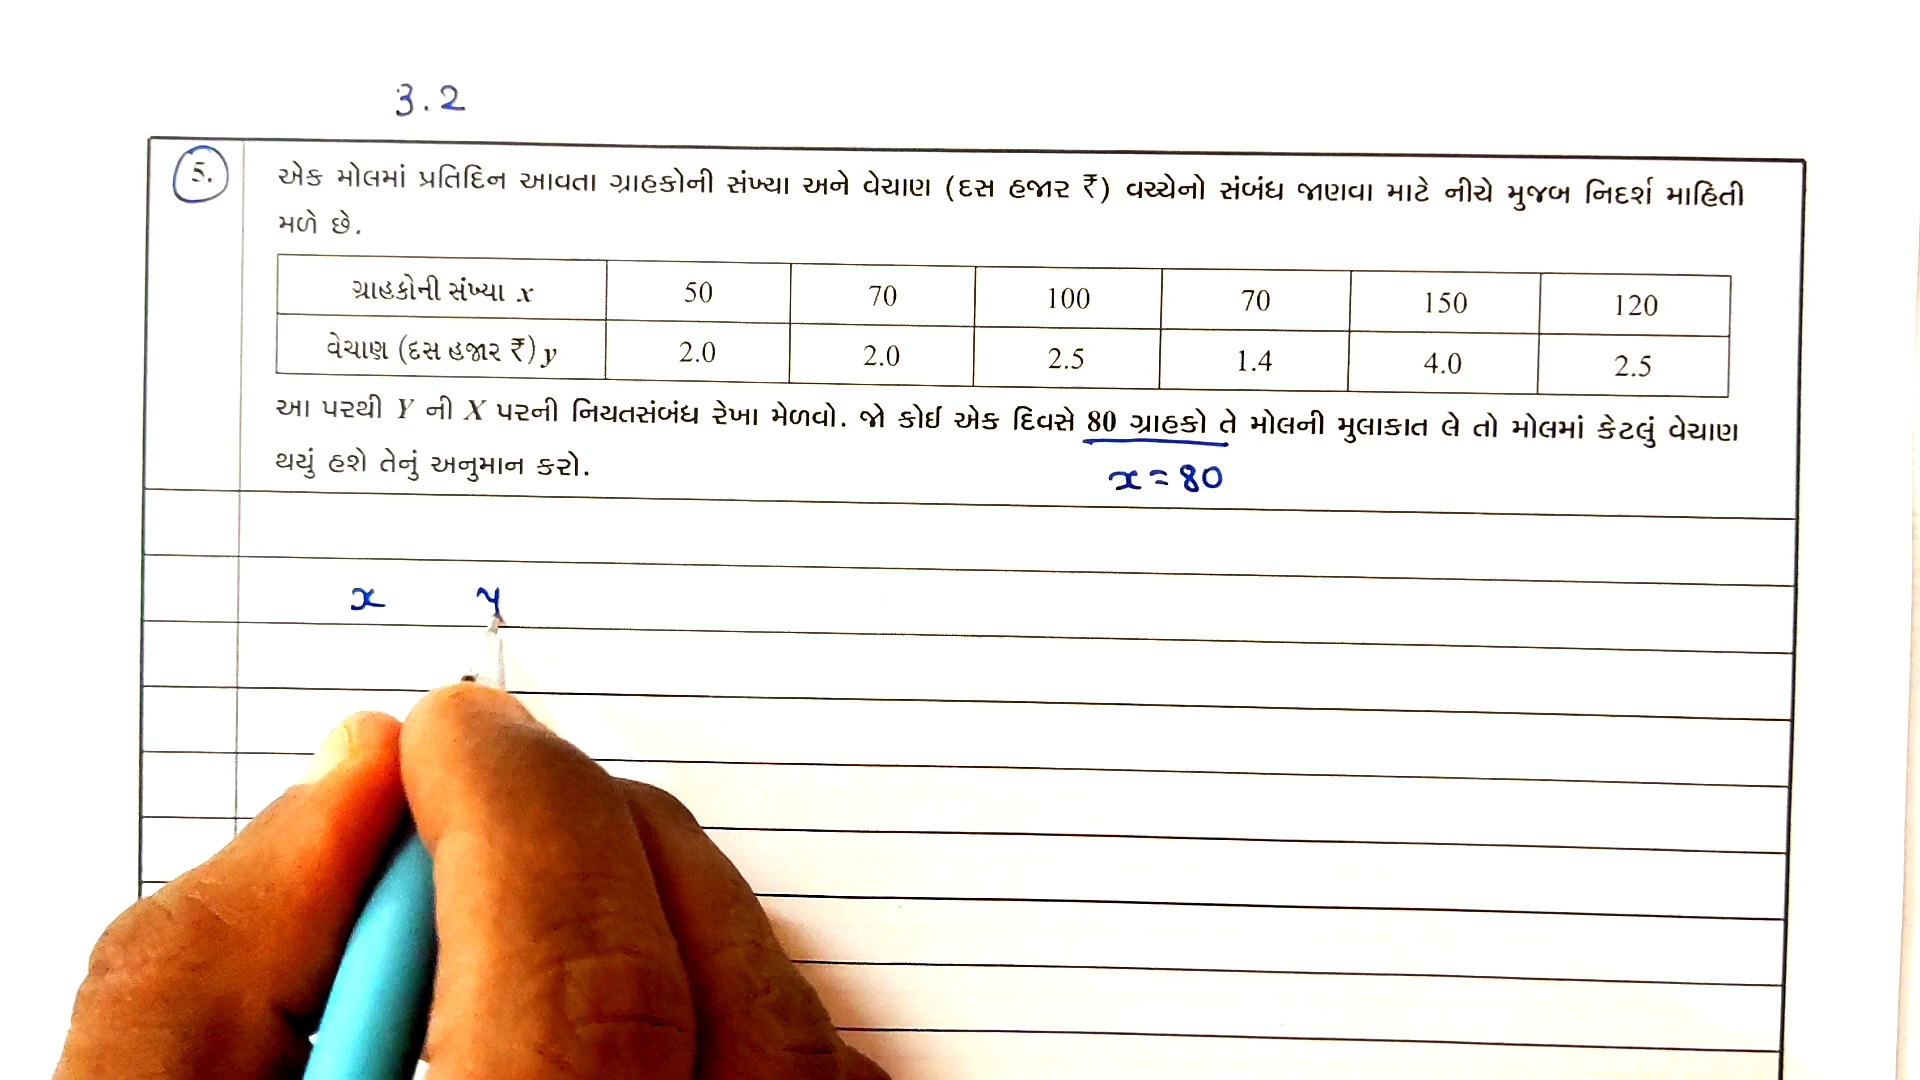 3.2
5. એક મોલમાં પ્રતિદિન આવતા ગ્રાહકોની સંખ્યા અને વેચાણ (દસ હજાર ₹) વચ્ચેનો સંબંધ જાણવા માટે નીચે મુજબ નિદર્શ માહિતી
મળે છે.
ગ્રાહકોની સંખ્યા x 50 70 100 70 150 120
વેચાણ (દસ હજાર ₹) y 2.0 2.0 2.5 1.4 4.0 2.5
આ પરથી Y ની X પરની નિયતસંબંધ રેખા મેળવો. જો કોઈ એક દિવસે 80 ગ્રાહકો તે મોલની મુલાકાત લે તો મોલમાં કેટલું વેચાણ
થયું હશે તેનું અનુમાન કરો.
x = 80
x y